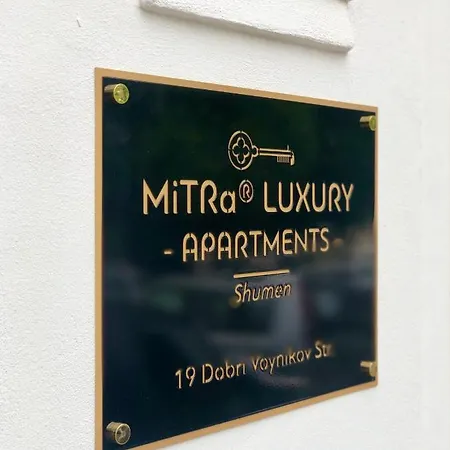 MiTRa® LUXURY
- APARTMENTS -
Shumen
19 Dobri Voynikov Str